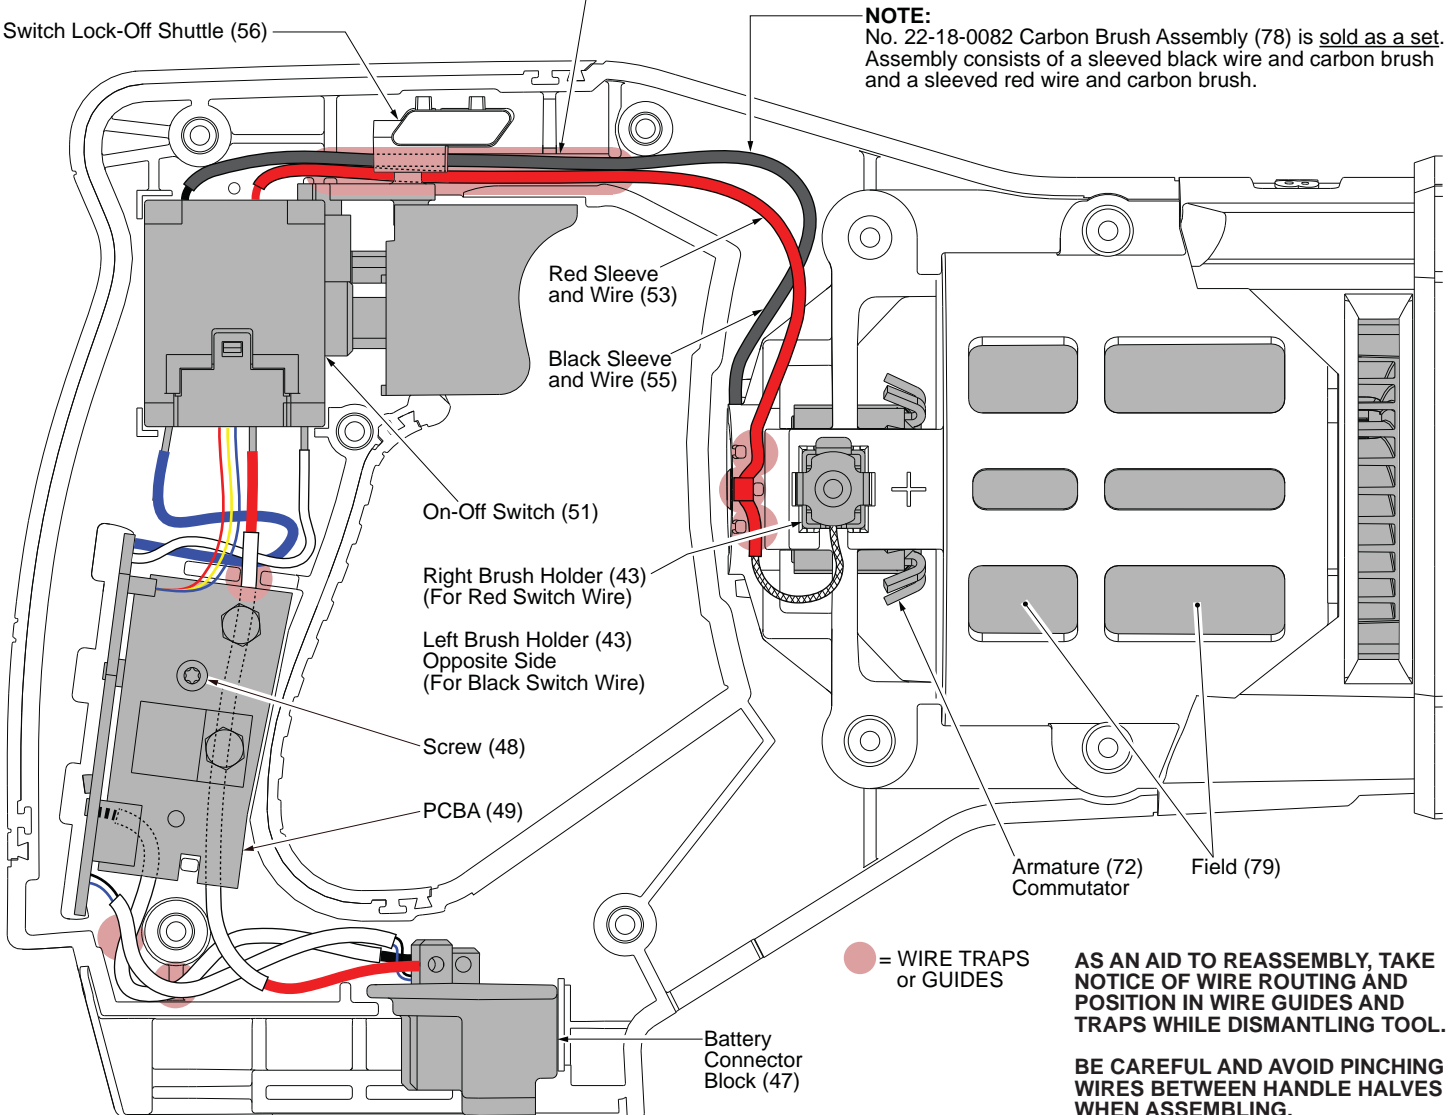 Switch Lock-Off Shuttle (56)
NOTE:
No. 22-18-0082 Carbon Brush Assembly (78) is sold as a set.
Assembly consists of a sleeved black wire and carbon brush
and a sleeved red wire and carbon brush.
Red Sleeve
and Wire (53)
Black Sleeve
and Wire (55)
On-Off Switch (51)
Right Brush Holder (43)
(For Red Switch Wire)
Left Brush Holder (43)
Opposite Side
(For Black Switch Wire)
Screw (48)
PCBA (49)
Armature (72)
Commutator
Field (79)
= WIRE TRAPS
or GUIDES
Battery
Connector
Block (47)
AS AN AID TO REASSEMBLY, TAKE
NOTICE OF WIRE ROUTING AND
POSITION IN WIRE GUIDES AND
TRAPS WHILE DISMANTLING TOOL.
BE CAREFUL AND AVOID PINCHING
WIRES BETWEEN HANDLE HALVES
WHEN ASSEMBLING.